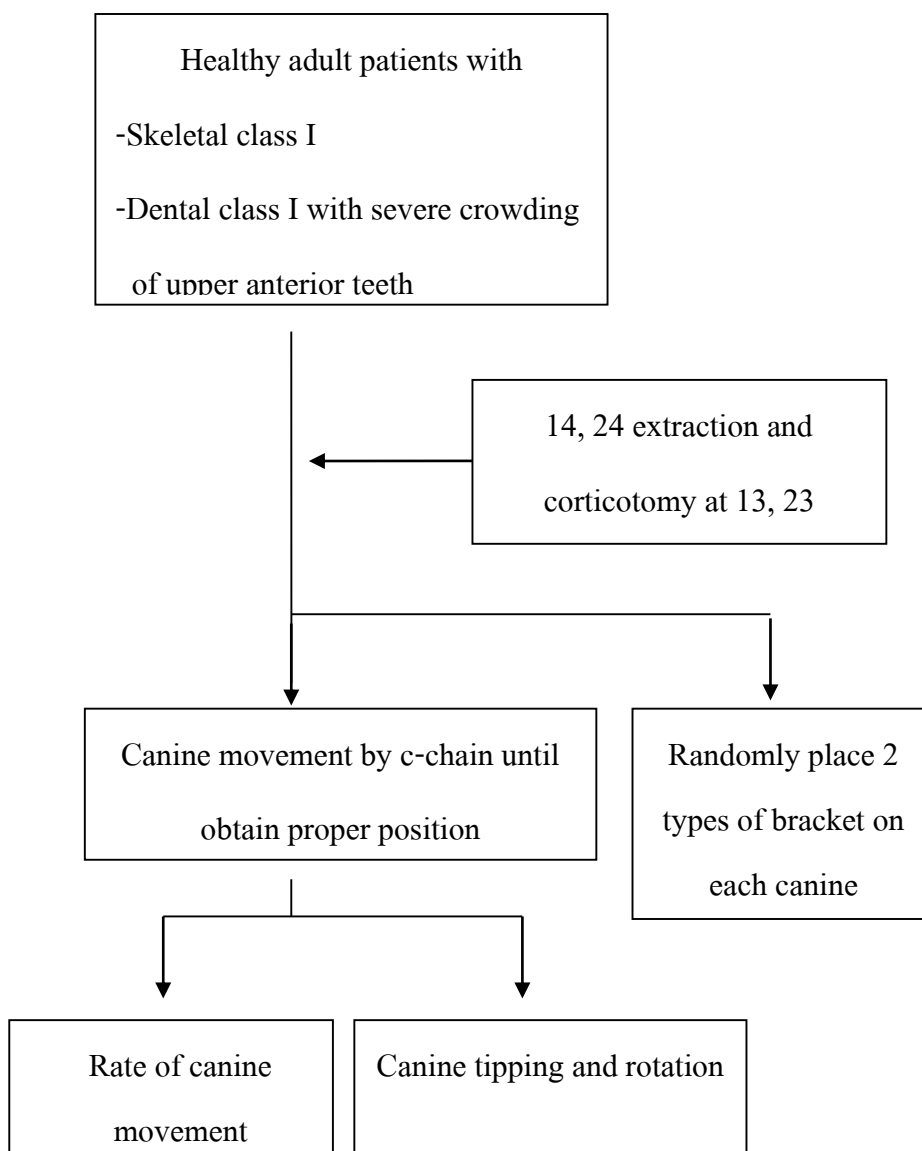 Healthy adult patients with
-Skeletal class I
-Dental class I with severe crowding
of upper anterior teeth
14, 24 extraction and
corticotomy at 13, 23
Canine movement by c-chain until
obtain proper position
Randomly place 2
types of bracket on
each canine
Rate of canine
movement
Canine tipping and rotation